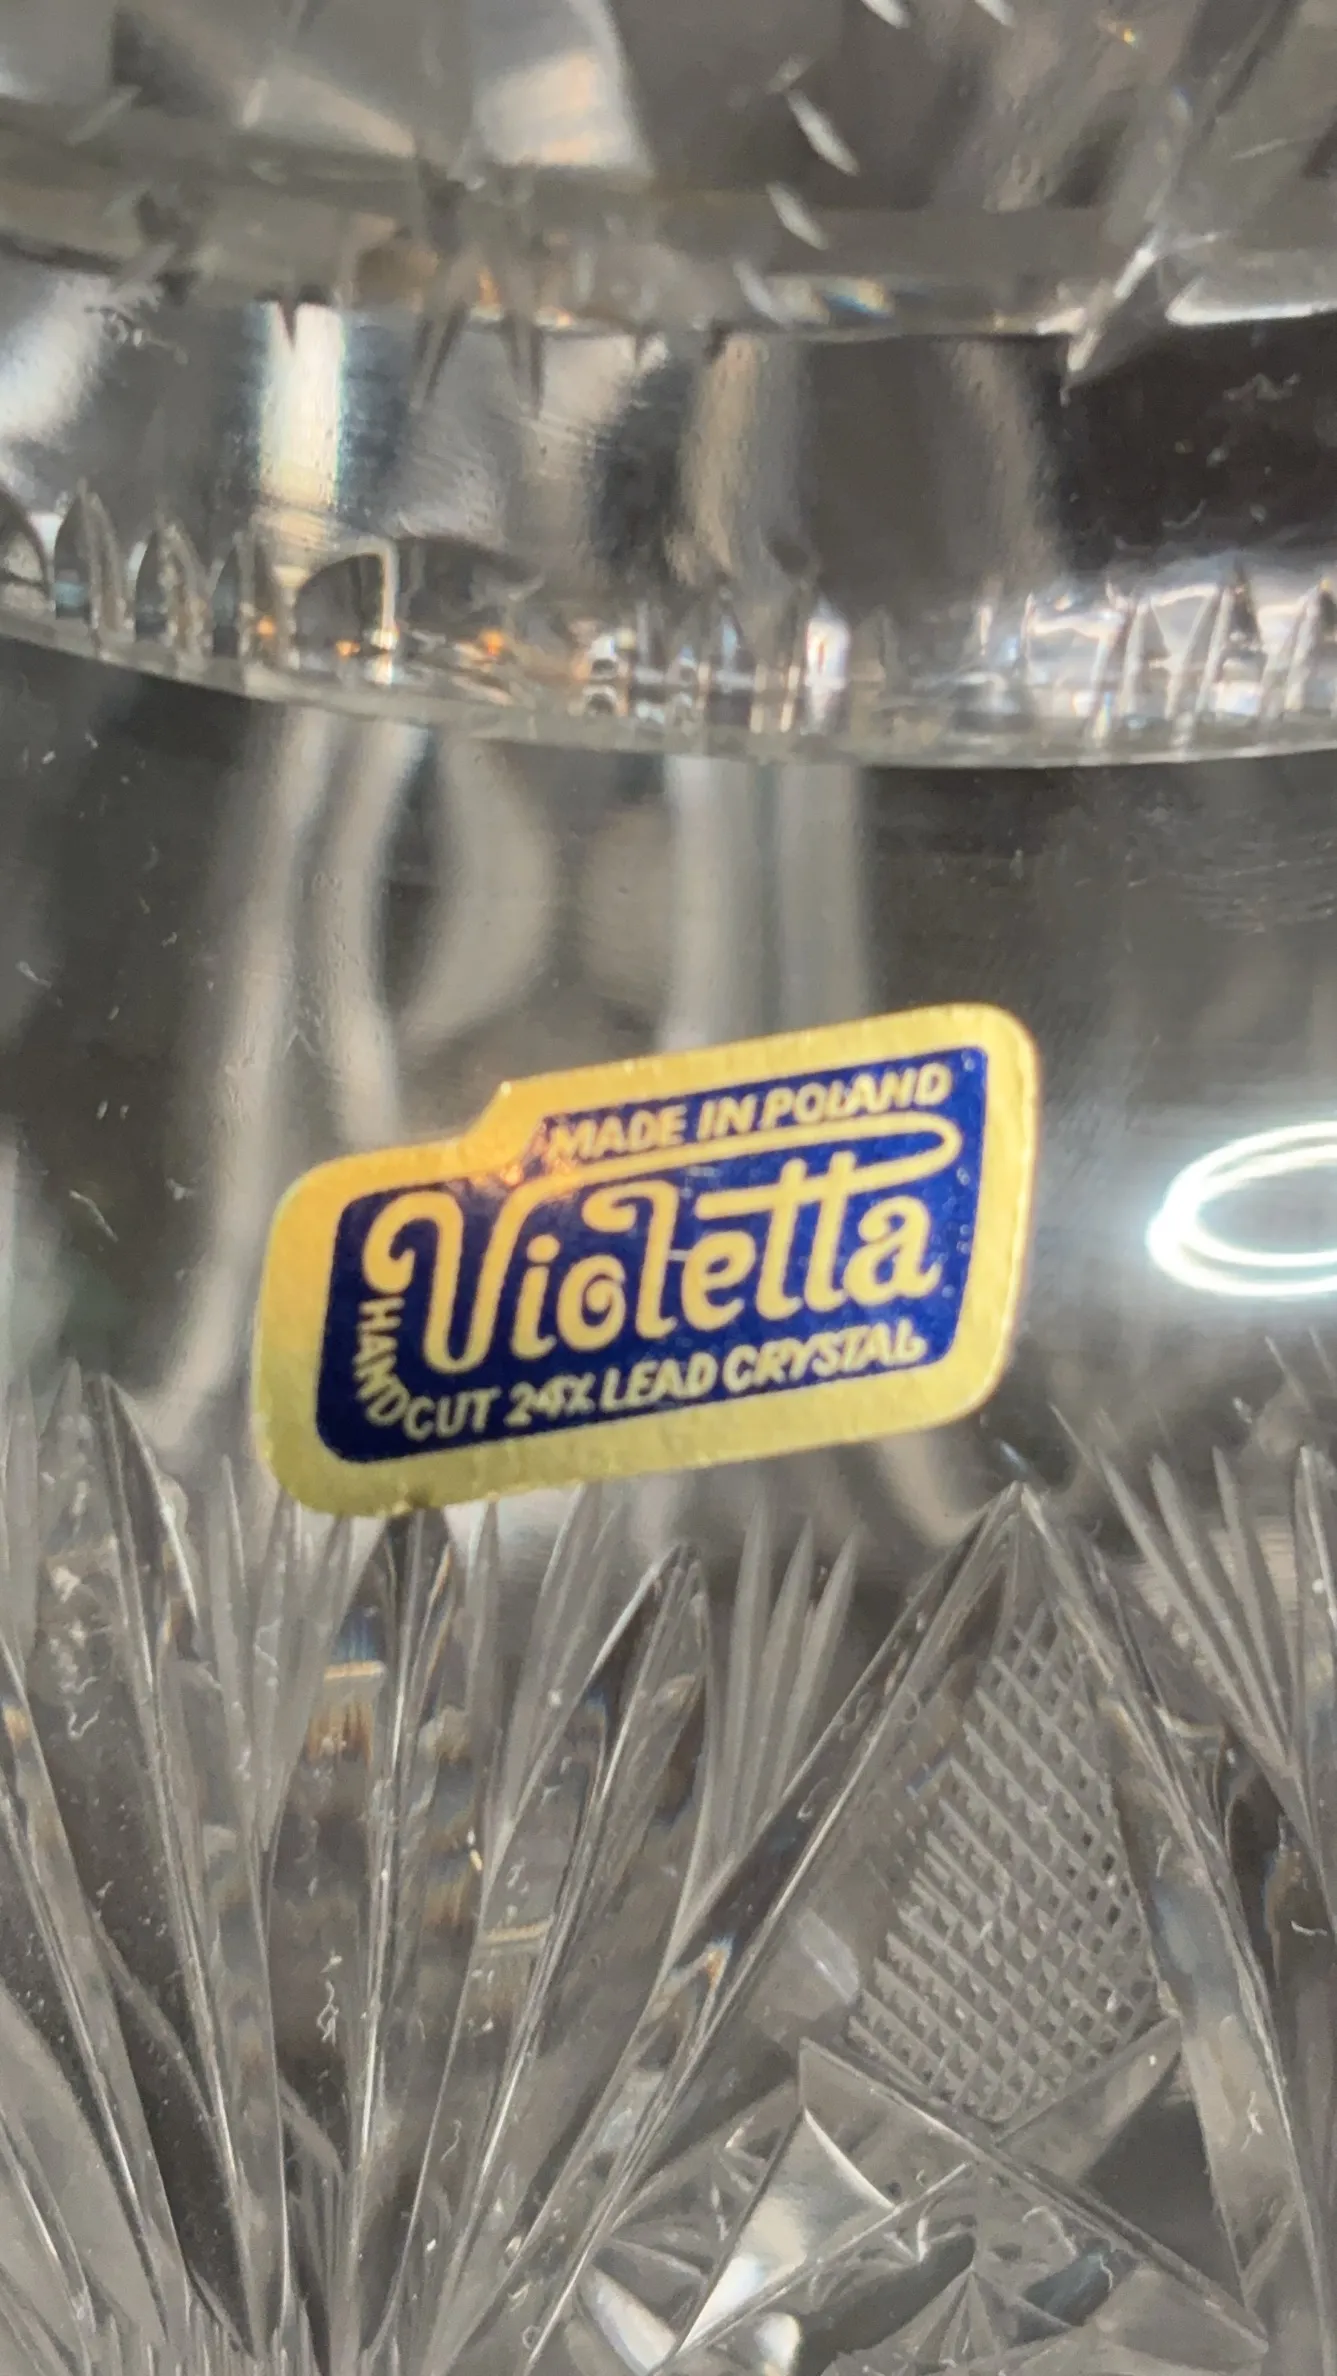 MADE IN POLAND
Violetta
HAND CUT 24% LEAD CRYSTAL